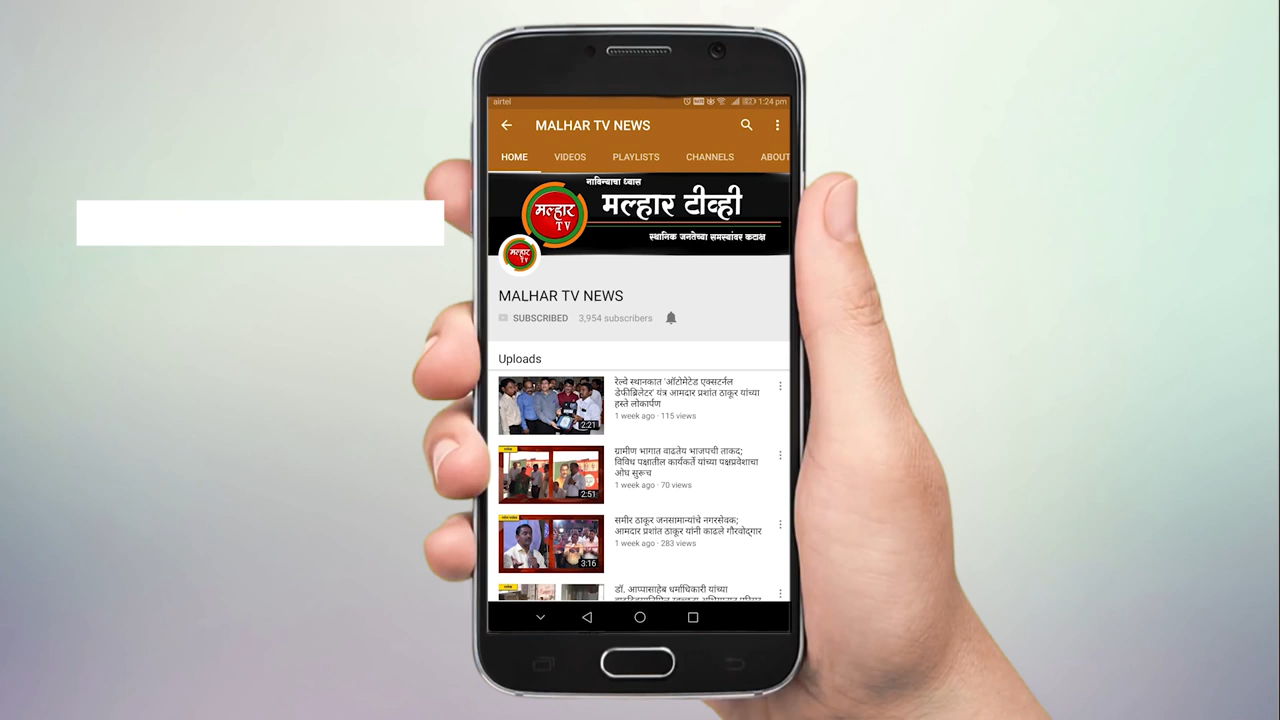 airtel
1:24 pm
MALHAR TV NEWS
HOME VIDEOS PLAYLISTS CHANNELS ABOUT
नाविन्याचा ध्यास
मल्हार टीव्ही
मल्हार
TV
स्थानिक जनतेच्या समस्यांवर कटाक्ष
मल्हार
TV
MALHAR TV NEWS
SUBSCRIBED 3,954 subscribers
Uploads
रेल्वे स्थानकात 'ऑटोमेटेड एक्सटर्नल
डेफीब्रिलेटर' यंत्र आमदार प्रशांत ठाकूर यांच्या
हस्ते लोकार्पण
1 week ago · 115 views
2:21
ग्रामीण भागात वाढतेय भाजपची ताकद;
विविध पक्षातील कार्यकर्ते यांच्या पक्षप्रवेशाचा
ओघ सुरूच
1 week ago · 70 views
2:51
समीर ठाकूर जनसामान्यांचे नगरसेवक;
आमदार प्रशांत ठाकूर यांनी काढले गौरवोद्गार
1 week ago · 283 views
3:16
डॉ. आप्पासाहेब धर्माधिकारी यांच्या